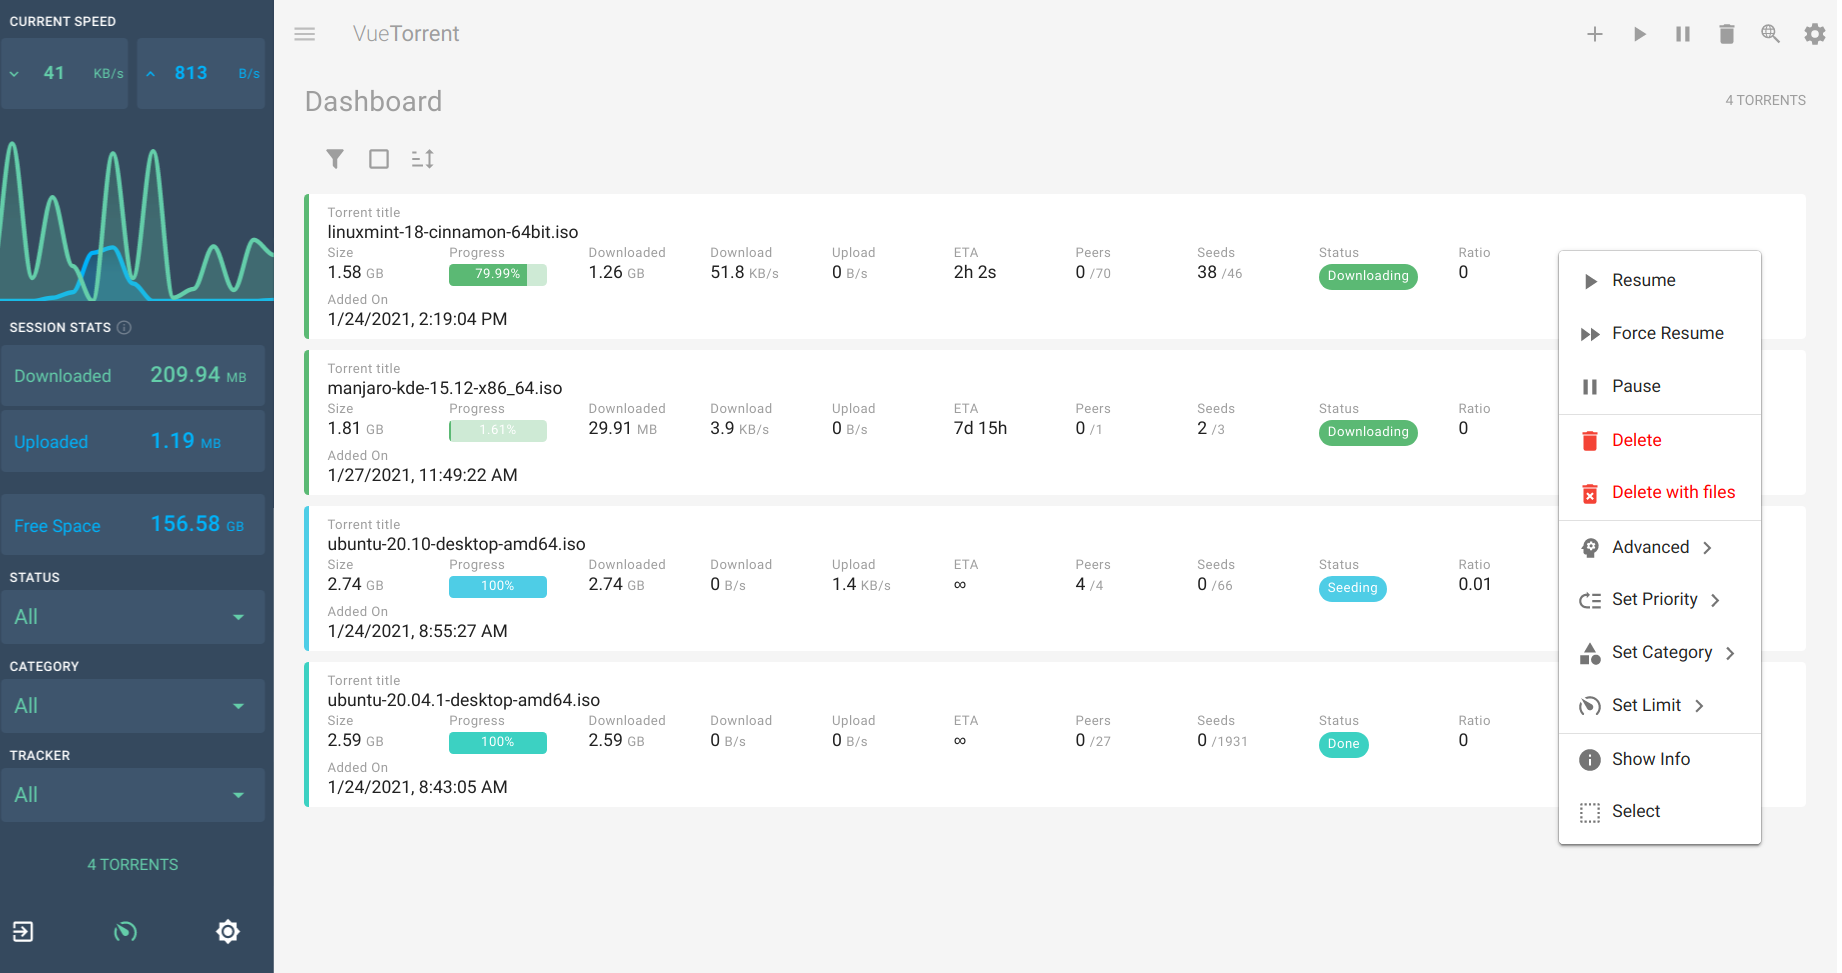 CURRENT SPEED
41 KB/s 813 B/s
SESSION STATS
Downloaded 209.94 MB
Uploaded 1.19 MB
Free Space 156.58 GB
STATUS
All
CATEGORY
All
TRACKER
All
4 TORRENTS
VueTorrent
Dashboard
4 TORRENTS
Torrent title
linuxmint-18-cinnamon-64bit.iso
Size Progress Downloaded Download Upload ETA Peers Seeds Status Ratio
1.58 GB 79.99% 1.26 GB 51.8 KB/s 0 B/s 2h 2s 0 /70 38 /46 Downloading 0
Added On
1/24/2021, 2:19:04 PM
Torrent title
manjaro-kde-15.12-x86_64.iso
Size Progress Downloaded Download Upload ETA Peers Seeds Status Ratio
1.81 GB 1.61% 29.91 MB 3.9 KB/s 0 B/s 7d 15h 0 /1 2 /3 Downloading 0
Added On
1/27/2021, 11:49:22 AM
Torrent title
ubuntu-20.10-desktop-amd64.iso
Size Progress Downloaded Download Upload ETA Peers Seeds Status Ratio
2.74 GB 100% 2.74 GB 0 B/s 1.4 KB/s ∞ 4 /4 0 /66 Seeding 0.01
Added On
1/24/2021, 8:55:27 AM
Torrent title
ubuntu-20.04.1-desktop-amd64.iso
Size Progress Downloaded Download Upload ETA Peers Seeds Status Ratio
2.59 GB 100% 2.59 GB 0 B/s 0 B/s ∞ 0 /27 0 /1931 Done 0
Added On
1/24/2021, 8:43:05 AM
Resume
Force Resume
Pause
Delete
Delete with files
Advanced
Set Priority
Set Category
Set Limit
Show Info
Select